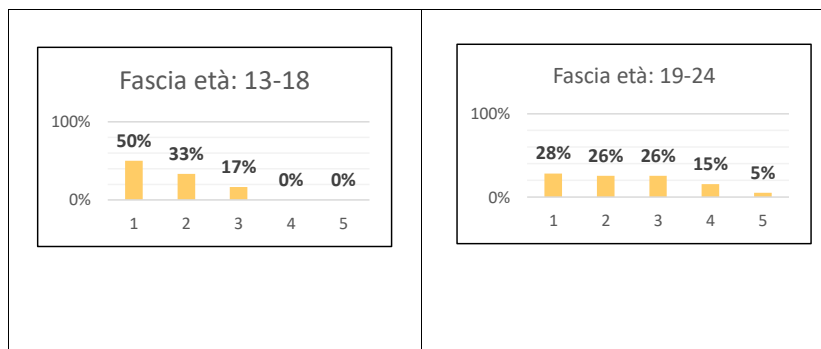 Fascia età: 13-18
100%
50% 33% 17% 0% 0%
0%
1 2 3 4 5
Fascia età: 19-24
100%
28% 26% 26% 15% 5%
0%
1 2 3 4 5